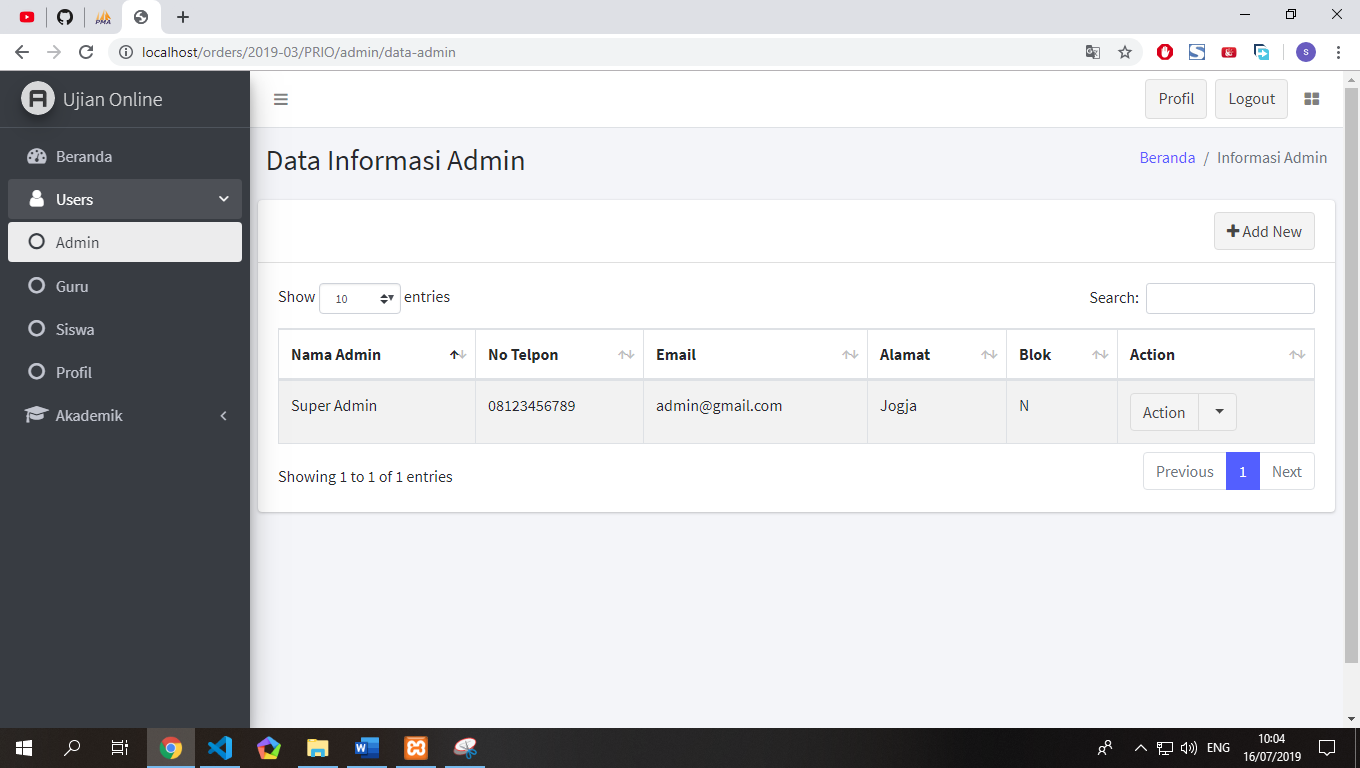 PMA
localhost/orders/2019-03/PRIO/admin/data-admin
S
Ujian Online
Profil
Logout
Beranda
Users
Admin
Guru
Siswa
Profil
Akademik
Data Informasi Admin
Beranda / Informasi Admin
Add New
Show 10 entries
Search:
Nama Admin No Telpon Email Alamat Blok Action
Super Admin 08123456789 admin@gmail.com Jogja N Action
Showing 1 to 1 of 1 entries
Previous 1 Next
ENG
10:04
16/07/2019